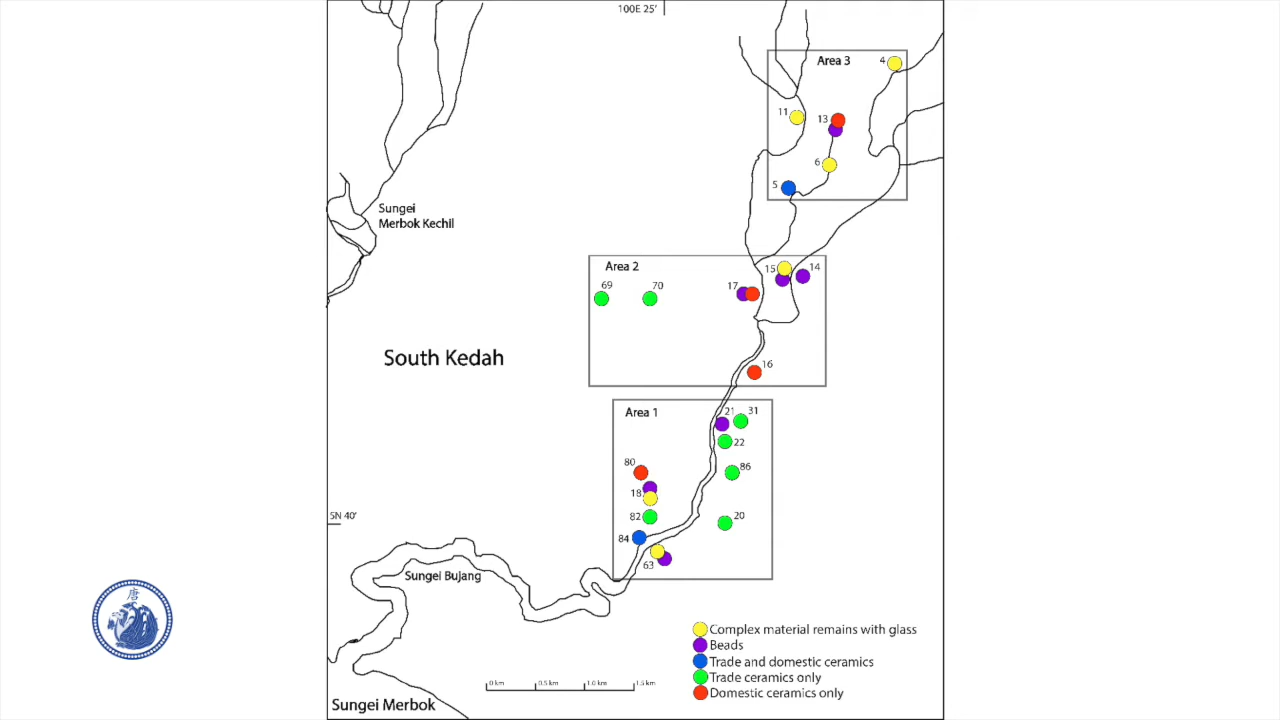 100E 25'
Area 3
4
11
13
6
5
Sungei
Merbok Kechil
Area 2
15
14
69
70
17
South Kedah
16
Area 1
21
31
22
80
86
18
82
20
5N 40'
84
63
Sungei Bujang
唐
Complex material remains with glass
Beads
Trade and domestic ceramics
Trade ceramics only
Domestic ceramics only
0 km
0.5 km
1.0 km
1.5 km
Sungei Merbok